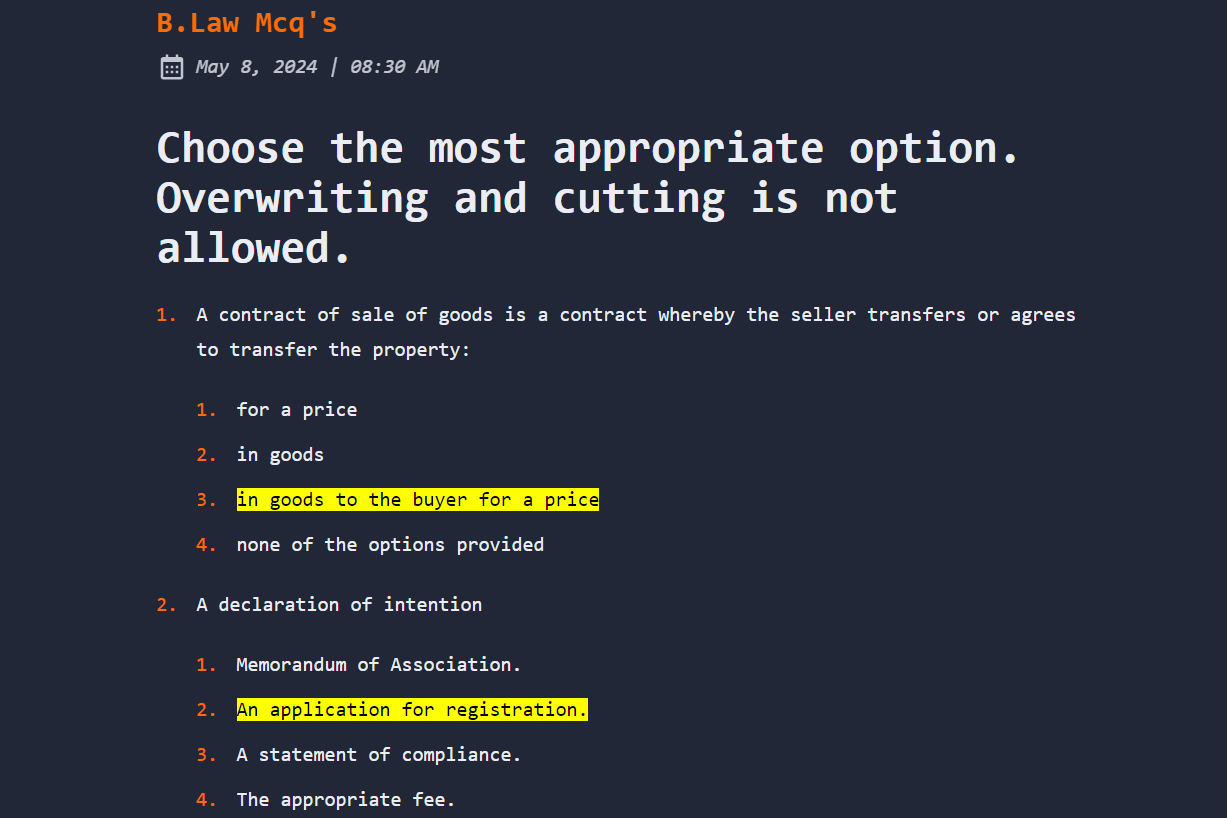 B.Law Mcq's
May 8, 2024 | 08:30 AM
Choose the most appropriate option.
Overwriting and cutting is not
allowed.
1. A contract of sale of goods is a contract whereby the seller transfers or agrees
to transfer the property:
1. for a price
2. in goods
3. in goods to the buyer for a price
4. none of the options provided
2. A declaration of intention
1. Memorandum of Association.
2. An application for registration.
3. A statement of compliance.
4. The appropriate fee.